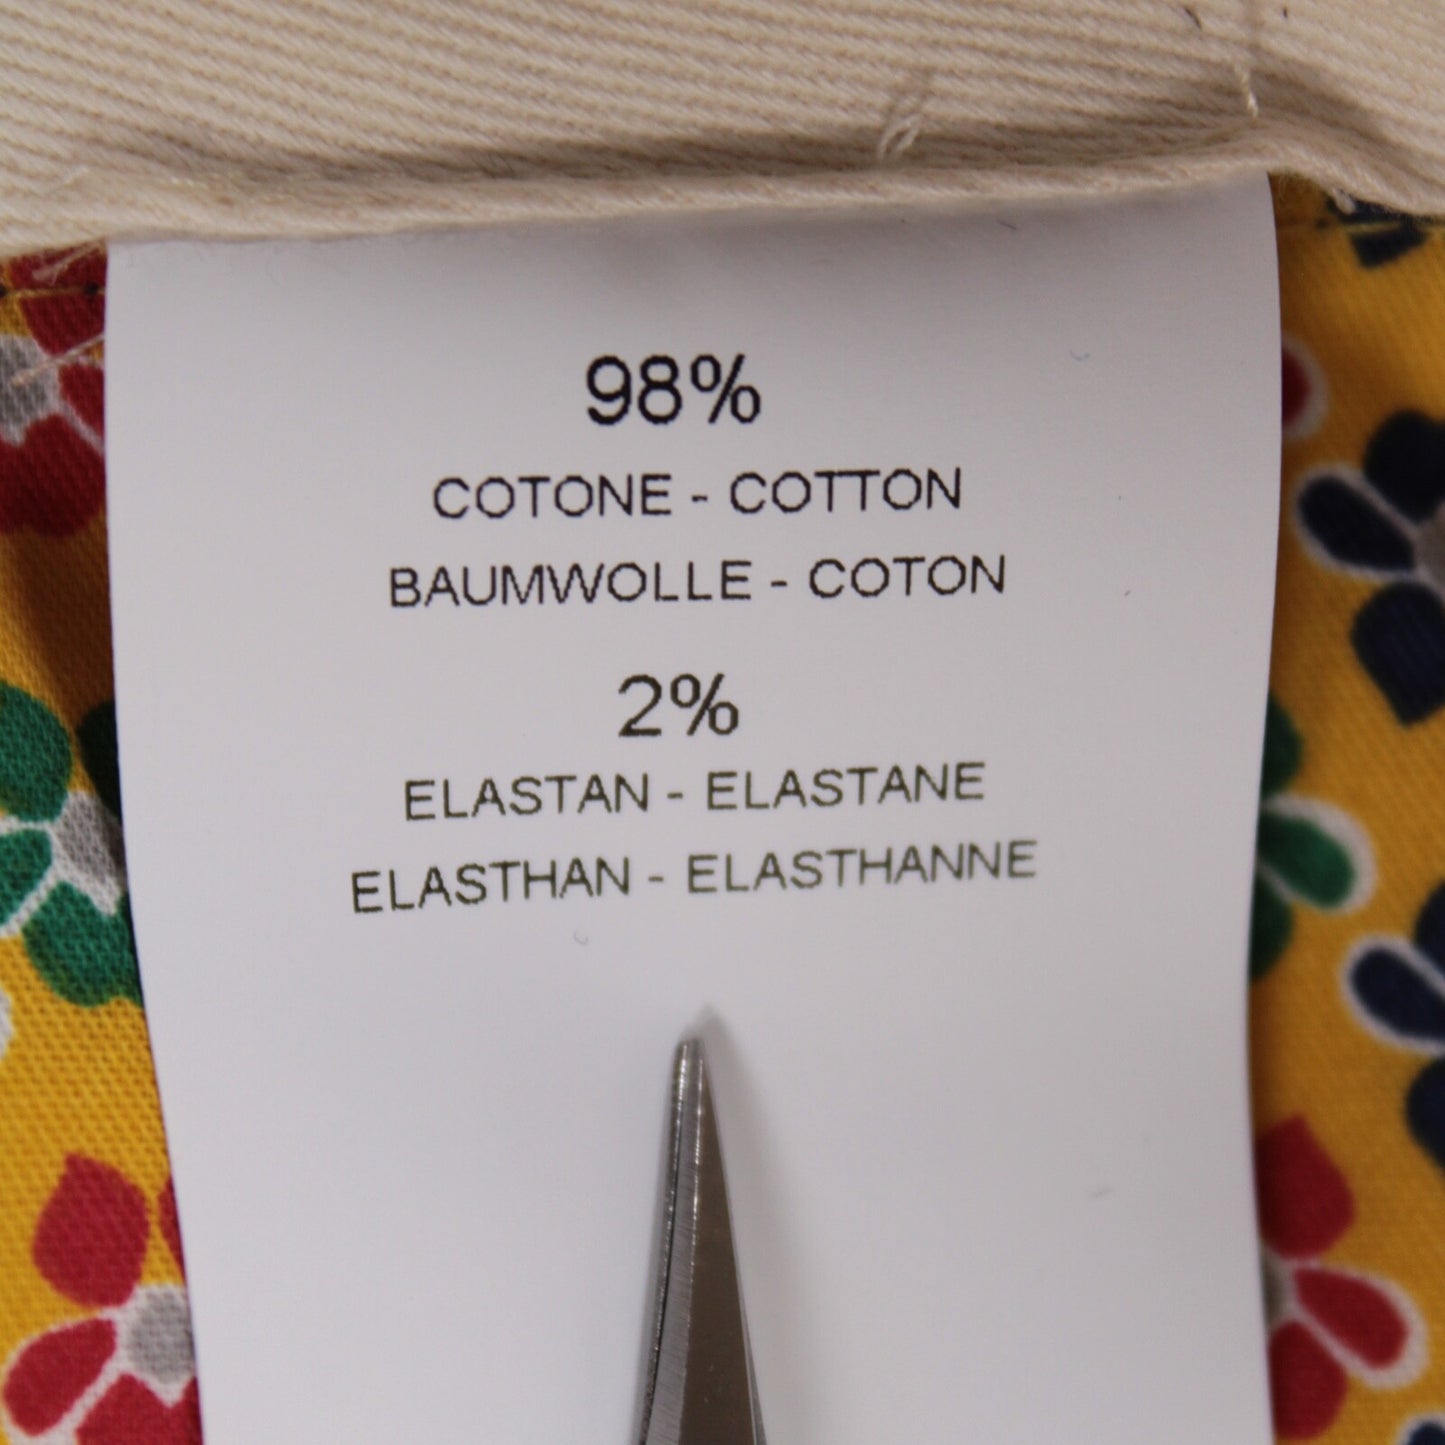 98%
COTONE - COTTON
BAUMWOLLE - COTON
2%
ELASTAN - ELASTANE
ELASTHAN - ELASTHANNE